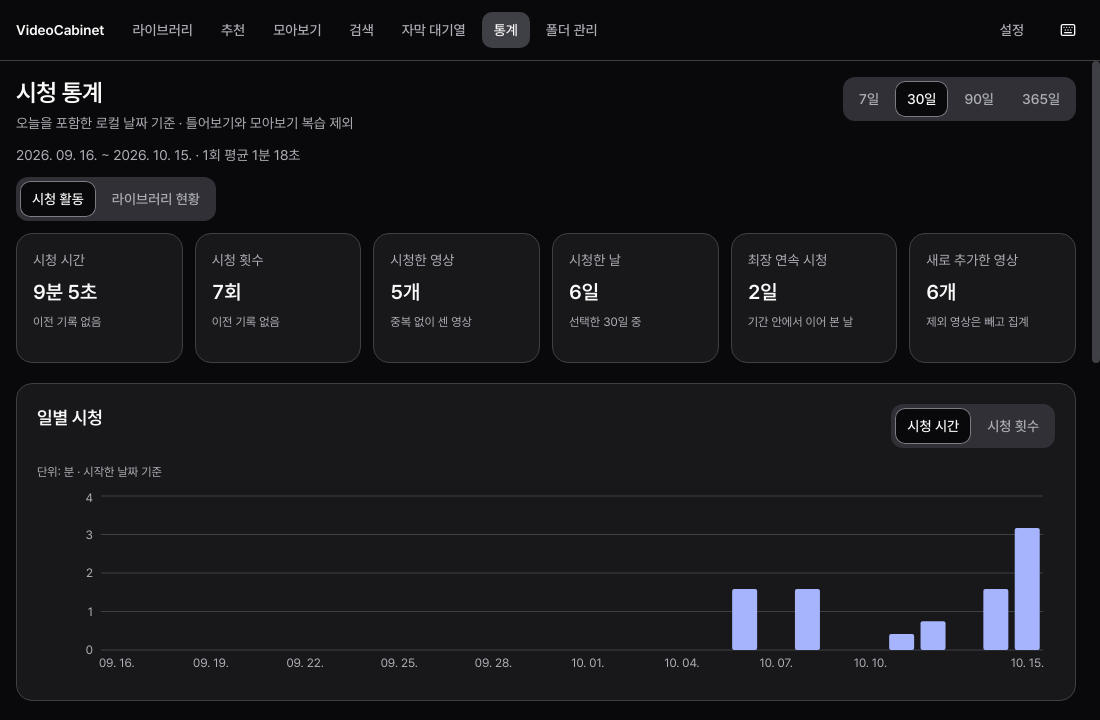 VideoCabinet 라이브러리 추천 모아보기 검색 자막 대기열 통계 폴더 관리 설정
시청 통계
7일 30일 90일 365일
오늘을 포함한 로컬 날짜 기준 · 틀어보기와 모아보기 복습 제외
2026. 09. 16. ~ 2026. 10. 15. · 1회 평균 1분 18초
시청 활동 라이브러리 현황
시청 시간
9분 5초
이전 기록 없음
시청 횟수
7회
이전 기록 없음
시청한 영상
5개
중복 없이 센 영상
시청한 날
6일
선택한 30일 중
최장 연속 시청
2일
기간 안에서 이어 본 날
새로 추가한 영상
6개
제외 영상은 빼고 집계
일별 시청
시청 시간 시청 횟수
단위: 분 · 시작한 날짜 기준
4
3
2
1
0
09. 16. 09. 19. 09. 22. 09. 25. 09. 28. 10. 01. 10. 04. 10. 07. 10. 10. 10. 15.